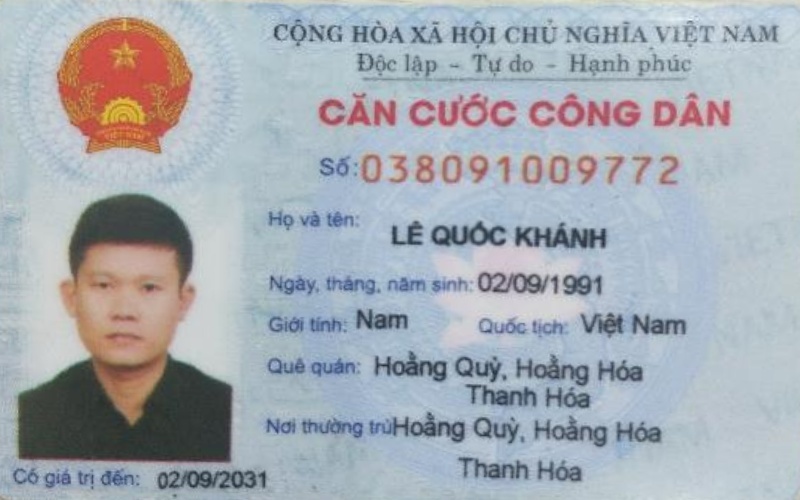 CỘNG HÒA XÃ HỘI CHỦ NGHĨA VIỆT NAM
Độc lập - Tự do - Hạnh phúc
CĂN CƯỚC CÔNG DÂN
Số: 038091009772
Họ và tên: LÊ QUỐC KHÁNH
Ngày, tháng, năm sinh: 02/09/1991
Giới tính: Nam Quốc tịch: Việt Nam
Quê quán: Hoằng Quỳ, Hoằng Hóa
Thanh Hóa
Nơi thường trú Hoằng Quỳ, Hoằng Hóa
Thanh Hóa
Có giá trị đến: 02/09/2031